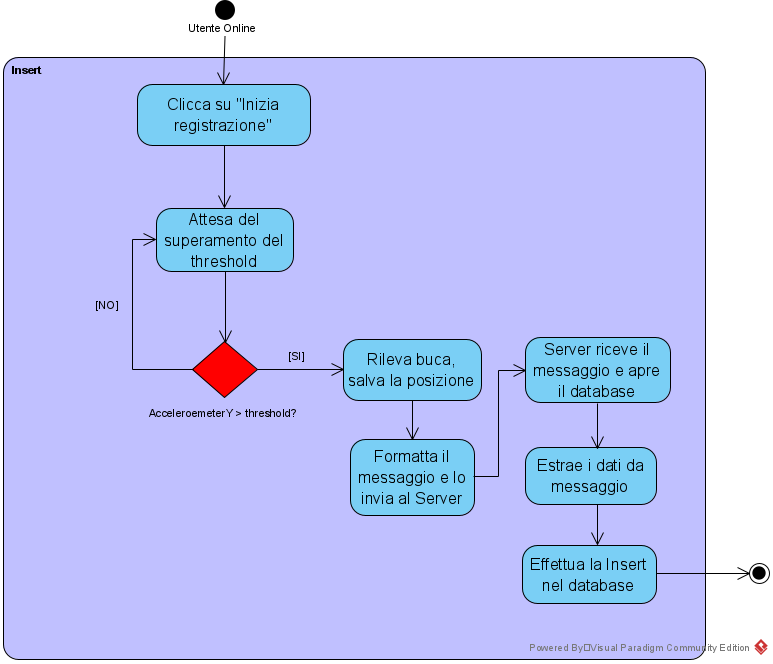 Utente Online
Insert
Clicca su "Inizia
registrazione"
Attesa del
superamento del
threshold
[NO]
[SI]
AcceleroemeterY > threshold?
Rileva buca,
salva la posizione
Formatta il
messaggio e lo
invia al Server
Server riceve il
messaggio e apre
il database
Estrae i dati da
messaggio
Effettua la Insert
nel database
Powered By□Visual Paradigm Community Edition